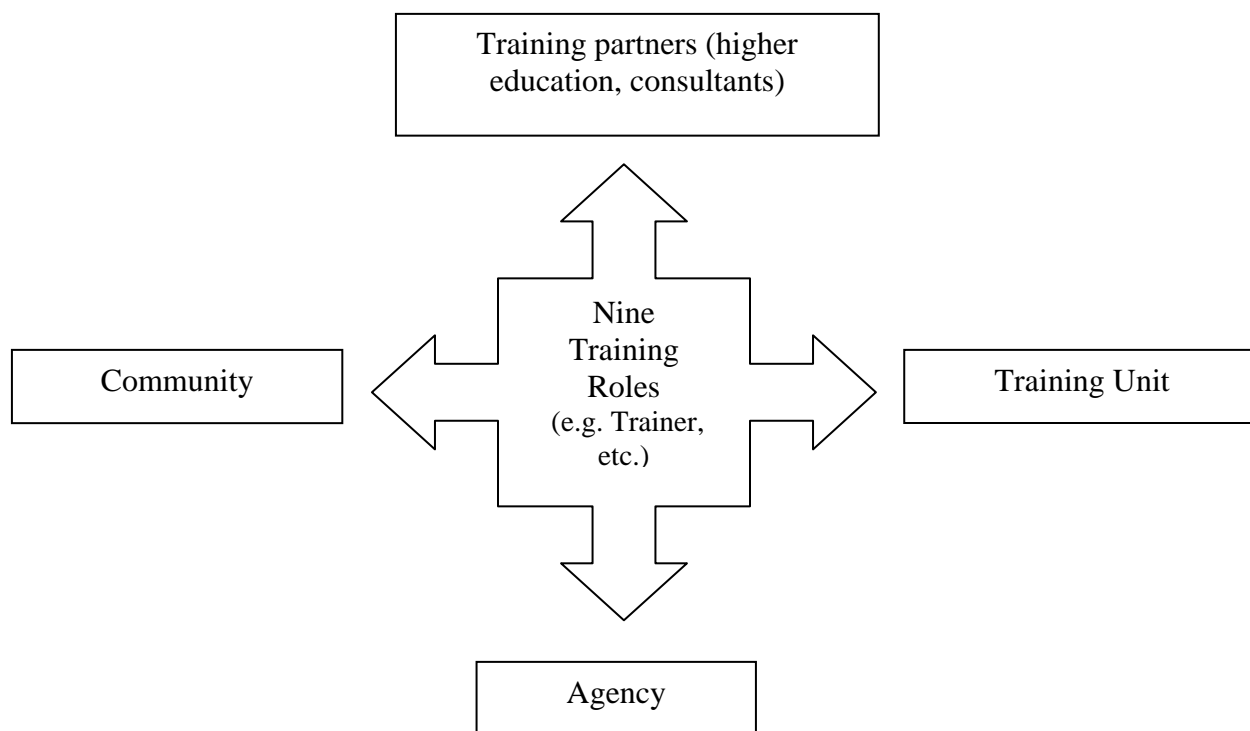 Training partners (higher
education, consultants)
Nine
Training
Roles
(e.g. Trainer,
etc.)
Community
Training Unit
Agency